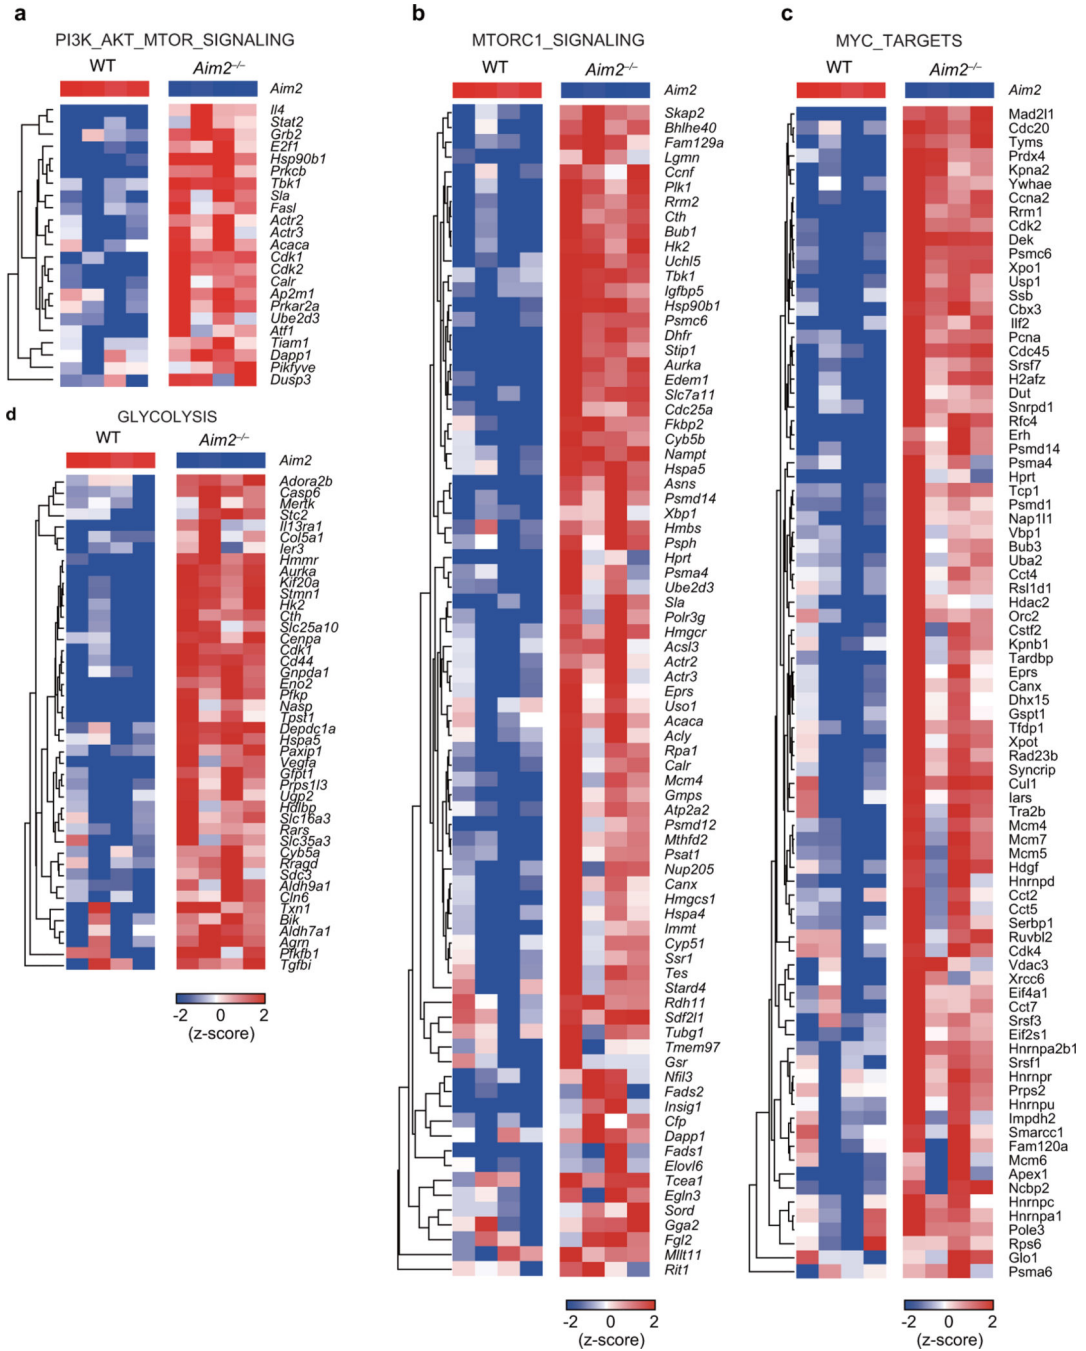 a
PI3K_AKT_MTOR_SIGNALING
WT
Aim2–/–
Aim2
Il4
Stat2
Grb2
E2f1
Hsp90b1
Prkcb
Tbk1
Sla
Fasl
Actr2
Actr3
Acaca
Cdk1
Cdk2
Calr
Ap2m1
Prkar2a
Ube2d3
Atf1
Tiam1
Dapp1
Pikfyve
Dusp3
b
MTORC1_SIGNALING
WT
Aim2–/–
Aim2
Skap2
Bhlhe40
Fam129a
Lgmn
Ccnf
Plk1
Rrm2
Cth
Bub1
Hk2
Uchl5
Tbk1
Igfbp5
Hsp90b1
Psmc6
Dhfr
Stip1
Aurka
Edem1
Slc7a11
Cdc25a
Fkbp2
Cyb5b
Nampt
Hspa5
Asns
Psmd14
Xbp1
Hmbs
Psph
Hprt
Psma4
Ube2d3
Sla
Polr3g
Hmgcr
Acsl3
Actr2
Actr3
Eprs
Uso1
Acaca
Acly
Rpa1
Calr
Mcm4
Gmps
Atp2a2
Psmd12
Mthfd2
Psat1
Nup205
Canx
Hmgcs1
Hspa4
Immt
Cyp51
Ssr1
Tes
Stard4
Rdh11
Sdf2l1
Tubg1
Tmem97
Gsr
Nfil3
Fads2
Insig1
Cfp
Dapp1
Fads1
Elovl6
Tcea1
Egln3
Sord
Gga2
Fgl2
Mllt11
Rit1
-2
0
2
(z-score)
c
MYC_TARGETS
WT
Aim2–/–
Aim2
Mad2l1
Cdc20
Tyms
Prdx4
Kpna2
Ywhae
Ccna2
Rrm1
Cdk2
Dek
Psmc6
Xpo1
Usp1
Ssb
Cbx3
Ilf2
Pcna
Cdc45
Srsf7
H2afz
Dut
Snrpd1
Rfc4
Erh
Psmd14
Psma4
Hprt
Tcp1
Psmd1
Nap1l1
Vbp1
Bub3
Uba2
Cct4
Rsl1d1
Hdac2
Orc2
Cstf2
Kpnb1
Tardbp
Eprs
Canx
Dhx15
Gspt1
Tfdp1
Xpot
Rad23b
Syncrip
Cul1
Iars
Tra2b
Mcm4
Mcm7
Mcm5
Hdgf
Hnrnpd
Cct2
Cct5
Serbp1
Ruvbl2
Cdk4
Vdac3
Xrcc6
Eif4a1
Cct7
Srsf3
Eif2s1
Hnrnpa2b1
Srsf1
Hnrnpr
Prps2
Hnrnpu
Impdh2
Smarcc1
Fam120a
Mcm6
Apex1
Ncbp2
Hnrnpc
Hnrnpa1
Pole3
Rps6
Glo1
Psma6
-2
0
2
(z-score)
d
GLYCOLYSIS
WT
Aim2–/–
Aim2
Adora2b
Casp6
Mertk
Stc2
Il13ra1
Col5a1
Ier3
Hmmr
Aurka
Kif20a
Stmn1
Hk2
Cth
Slc25a10
Cenpa
Cdk1
Cd44
Gnpda1
Eno2
Pfkp
Nasp
Tpst1
Depdc1a
Hspa5
Paxip1
Vegfa
Gfpt1
Prps1l3
Ugp2
Hdlbp
Slc16a3
Rars
Slc35a3
Cyb5a
Rragd
Sdc3
Aldh9a1
Cln6
Txn1
Bik
Aldh7a1
Agrn
Pfkfb1
Tgfbi
-2
0
2
(z-score)